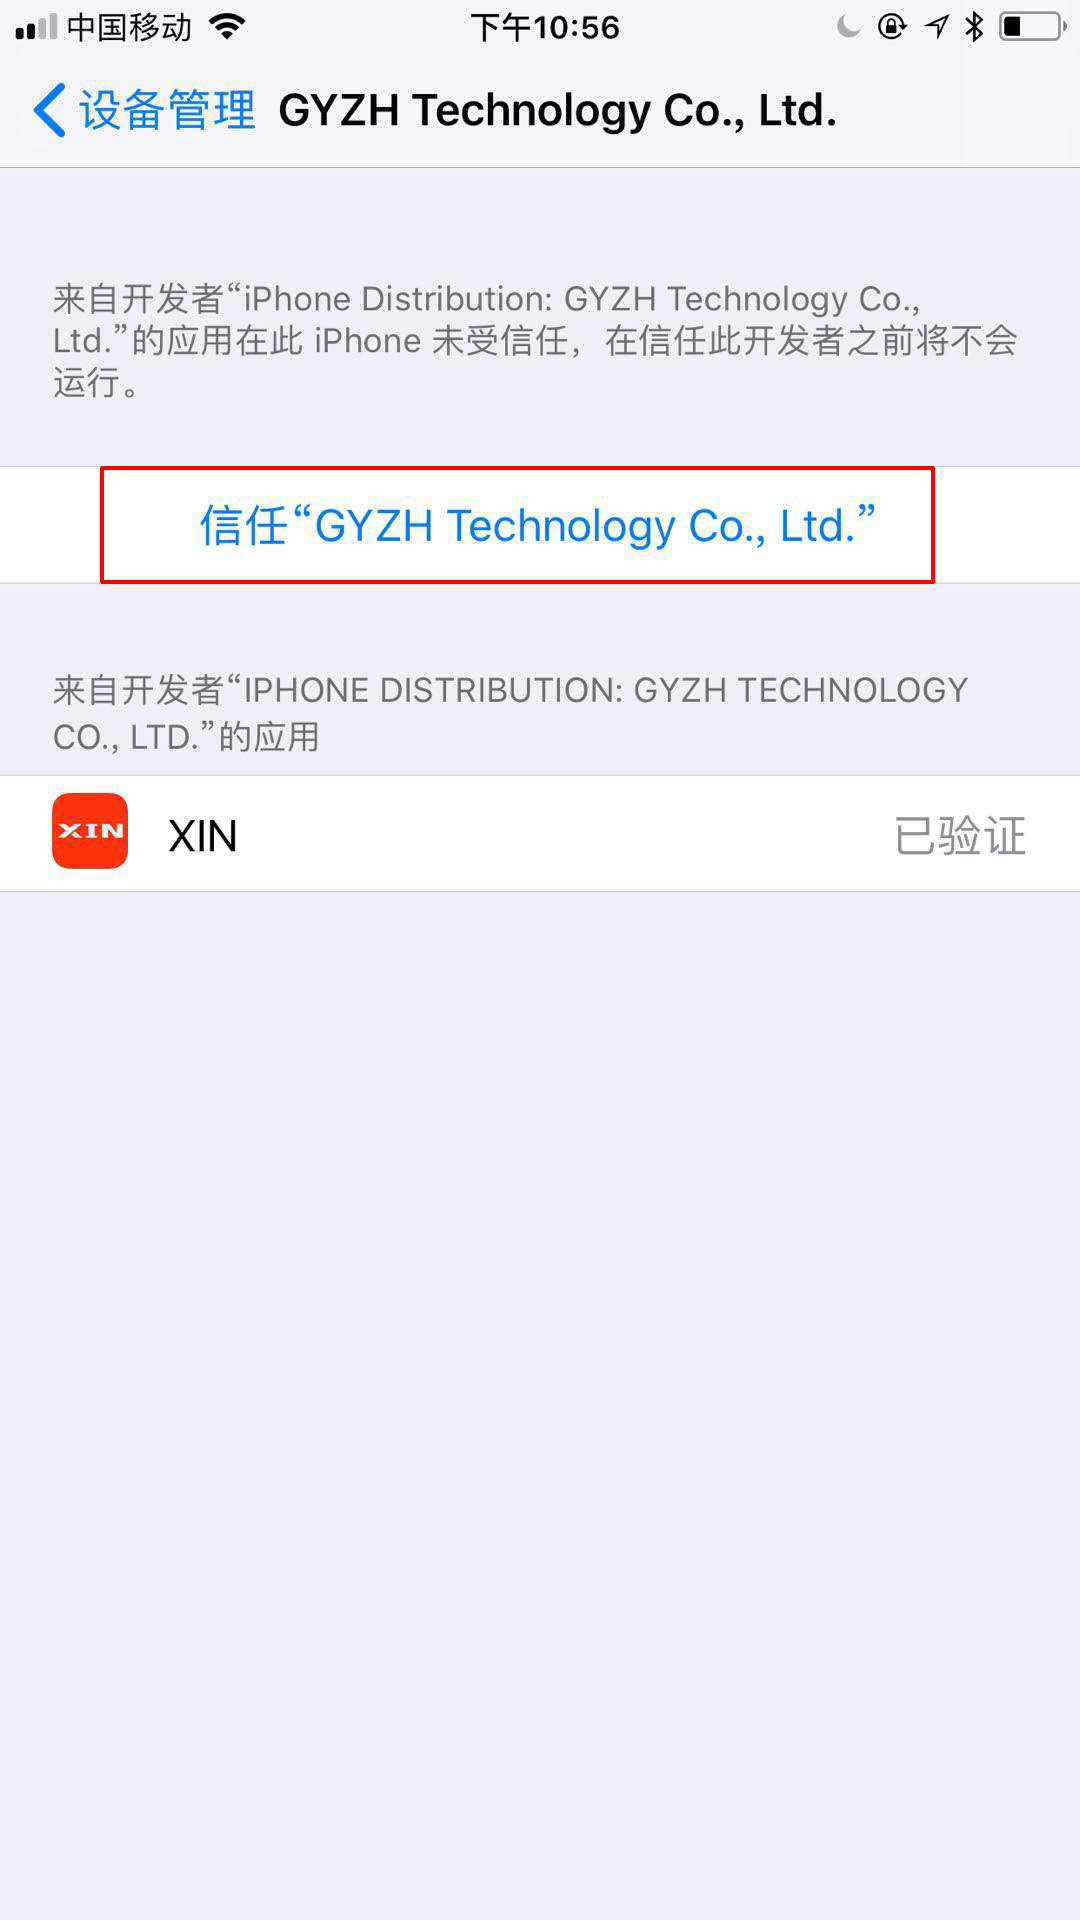 中国移动
下午10:56
设备管理 GYZH Technology Co., Ltd.
来自开发者“iPhone Distribution: GYZH Technology Co.,
Ltd.”的应用在此 iPhone 未受信任，在信任此开发者之前将不会
运行。
信任“GYZH Technology Co., Ltd.”
来自开发者“IPHONE DISTRIBUTION: GYZH TECHNOLOGY
CO., LTD.”的应用
XIN
XIN
已验证